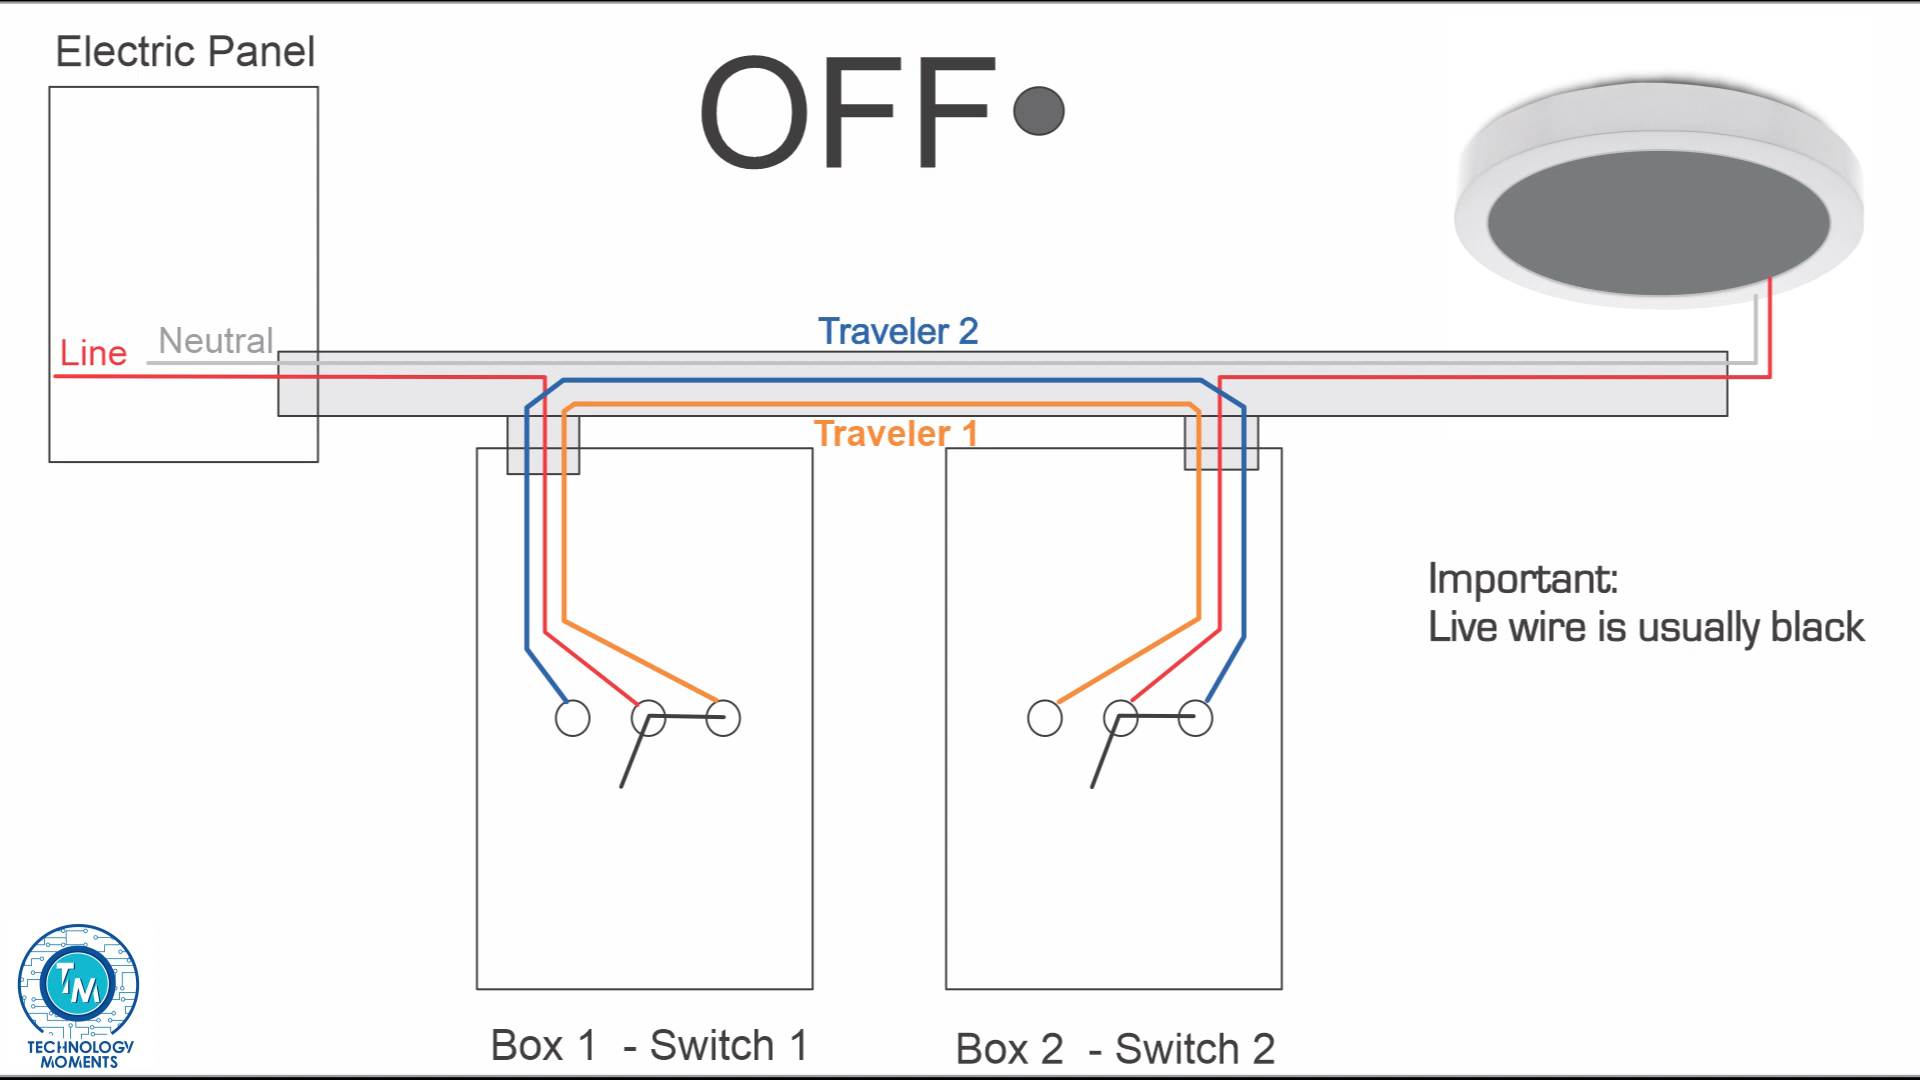 Electric Panel
OFF
Neutral
Line
Traveler 2
Traveler 1
Important:
Live wire is usually black
Box 1 - Switch 1
Box 2 - Switch 2
TM
TECHNOLOGY
MOMENTS